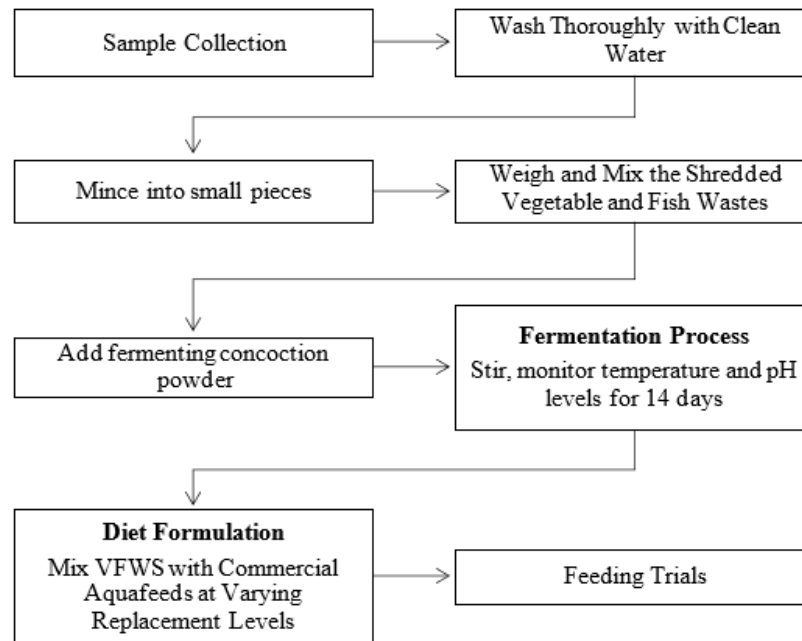 Sample Collection
Wash Thoroughly with Clean
Water
Mince into small pieces
Weigh and Mix the Shredded
Vegetable and Fish Wastes
Add fermenting concoction
powder
Fermentation Process
Stir, monitor temperature and pH
levels for 14 days
Diet Formulation
Mix VFWS with Commercial
Aquafeeds at Varying
Replacement Levels
Feeding Trials